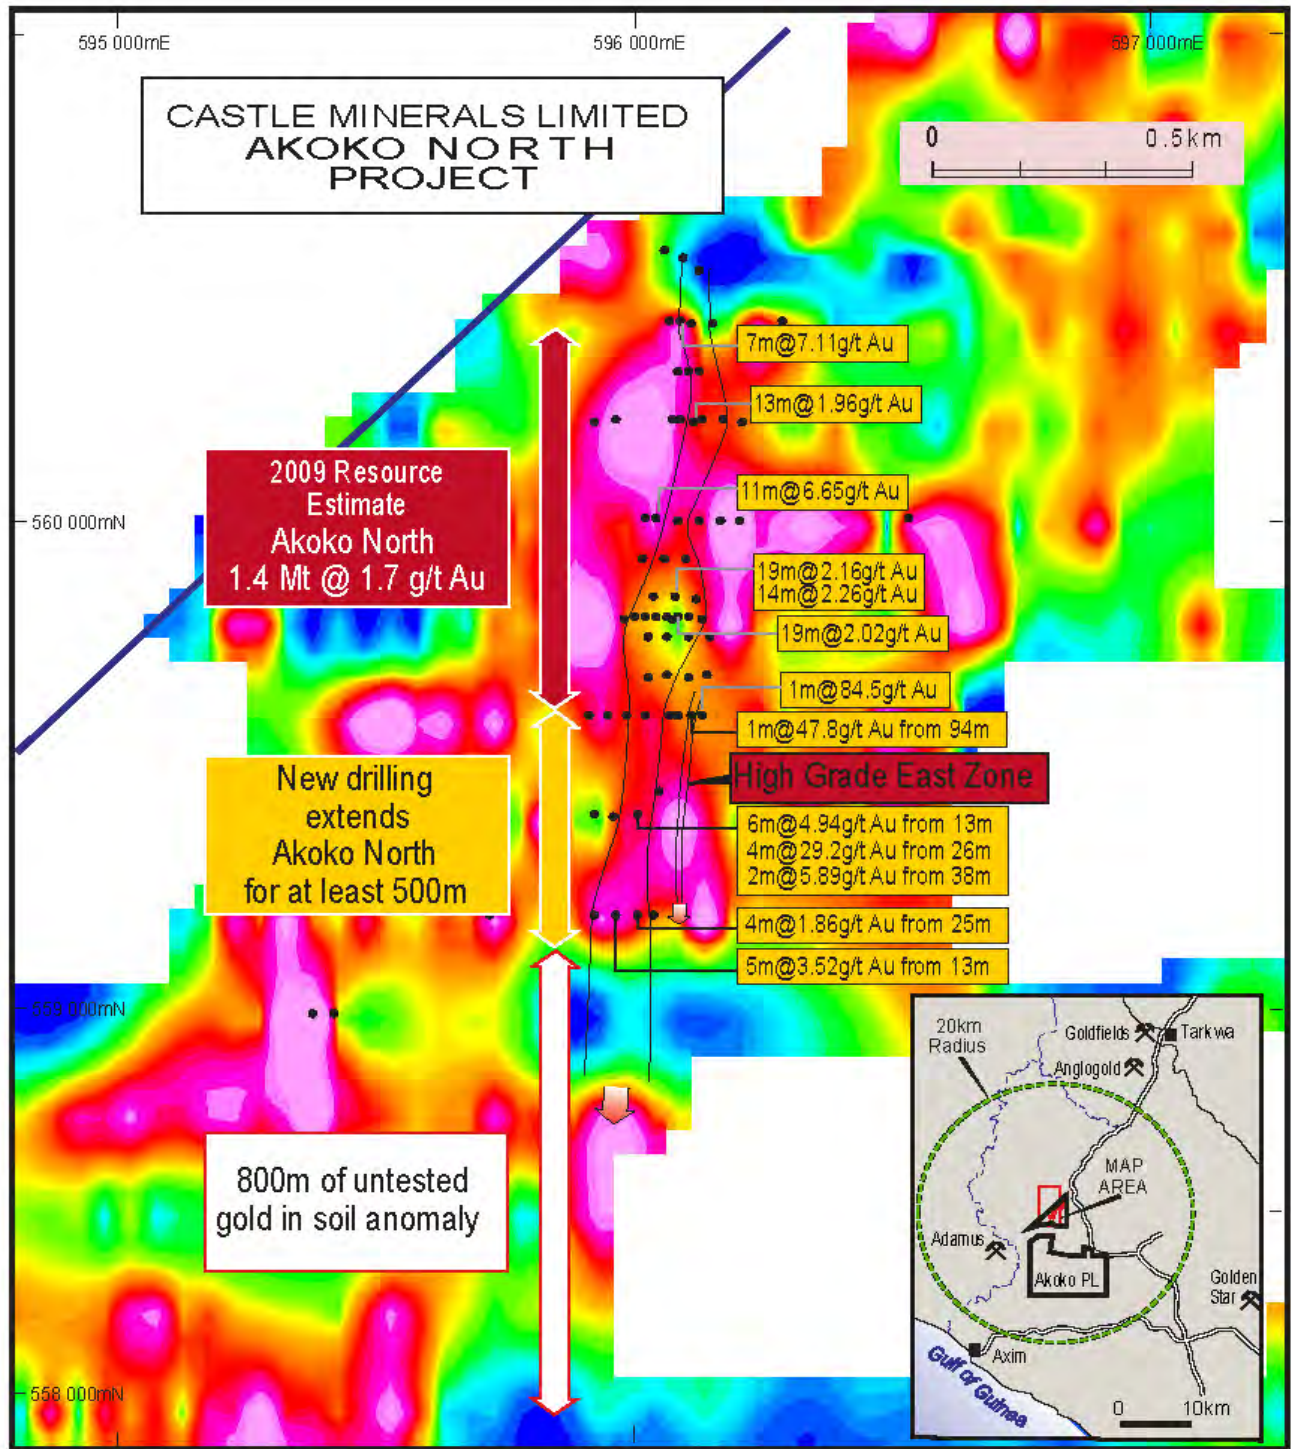 595 000mE
596 000mE
597 000mE
CASTLE MINERALS LIMITED
AKOKO NORTH
PROJECT
0
0.5km
7m@7.11g/t Au
13m@1.96g/t Au
2009 Resource
Estimate
Akoko North
1.4 Mt @ 1.7 g/t Au
11m@6.65g/t Au
560 000mN
19m@2.16g/t Au
14m@2.26g/t Au
19m@2.02g/t Au
1m@84.5g/t Au
1m@47.8g/t Au from 94m
High Grade East Zone
New drilling
extends
Akoko North
for at least 500m
6m@4.94g/t Au from 13m
4m@29.2g/t Au from 26m
2m@5.89g/t Au from 38m
4m@1.86g/t Au from 25m
5m@3.52g/t Au from 13m
559 000mN
800m of untested
gold in soil anomaly
558 000mN
20km
Radius
Goldfields
Tarkwa
Anglogold
MAP
AREA
Adamus
Akoko PL
Golden
Star
Axim
Gulf of Guinea
0
10km